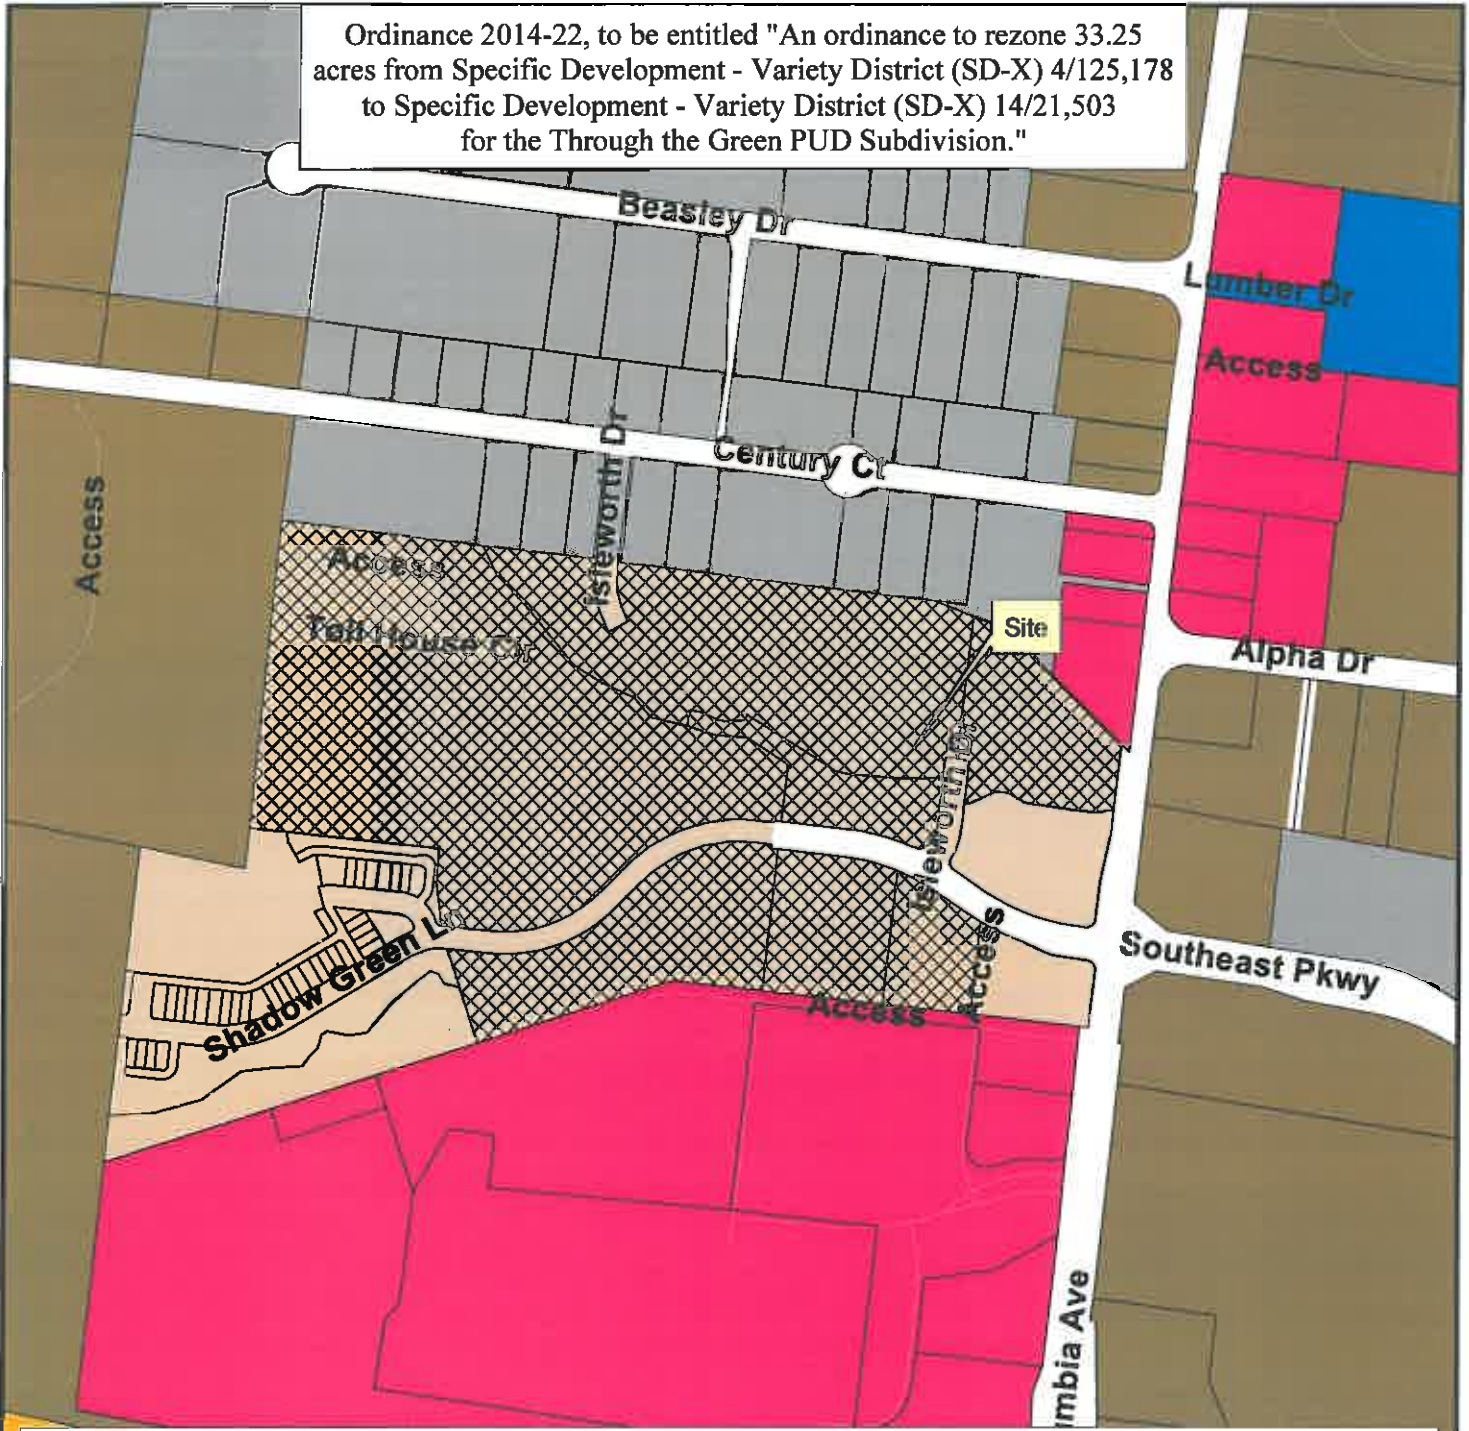 Ordinance 2014-22, to be entitled "An ordinance to rezone 33.25
acres from Specific Development - Variety District (SD-X) 4/125,178
to Specific Development - Variety District (SD-X) 14/21,503
for the Through the Green PUD Subdivision."
Beasley Dr
Lumber Dr
Access
Isleworth Dr
Century Ct
Access
Access
Toll House Cir
Site
Alpha Dr
Isleworth Dr
Shadow Green Ln
Access
Access
Southeast Pkwy
mbia Ave